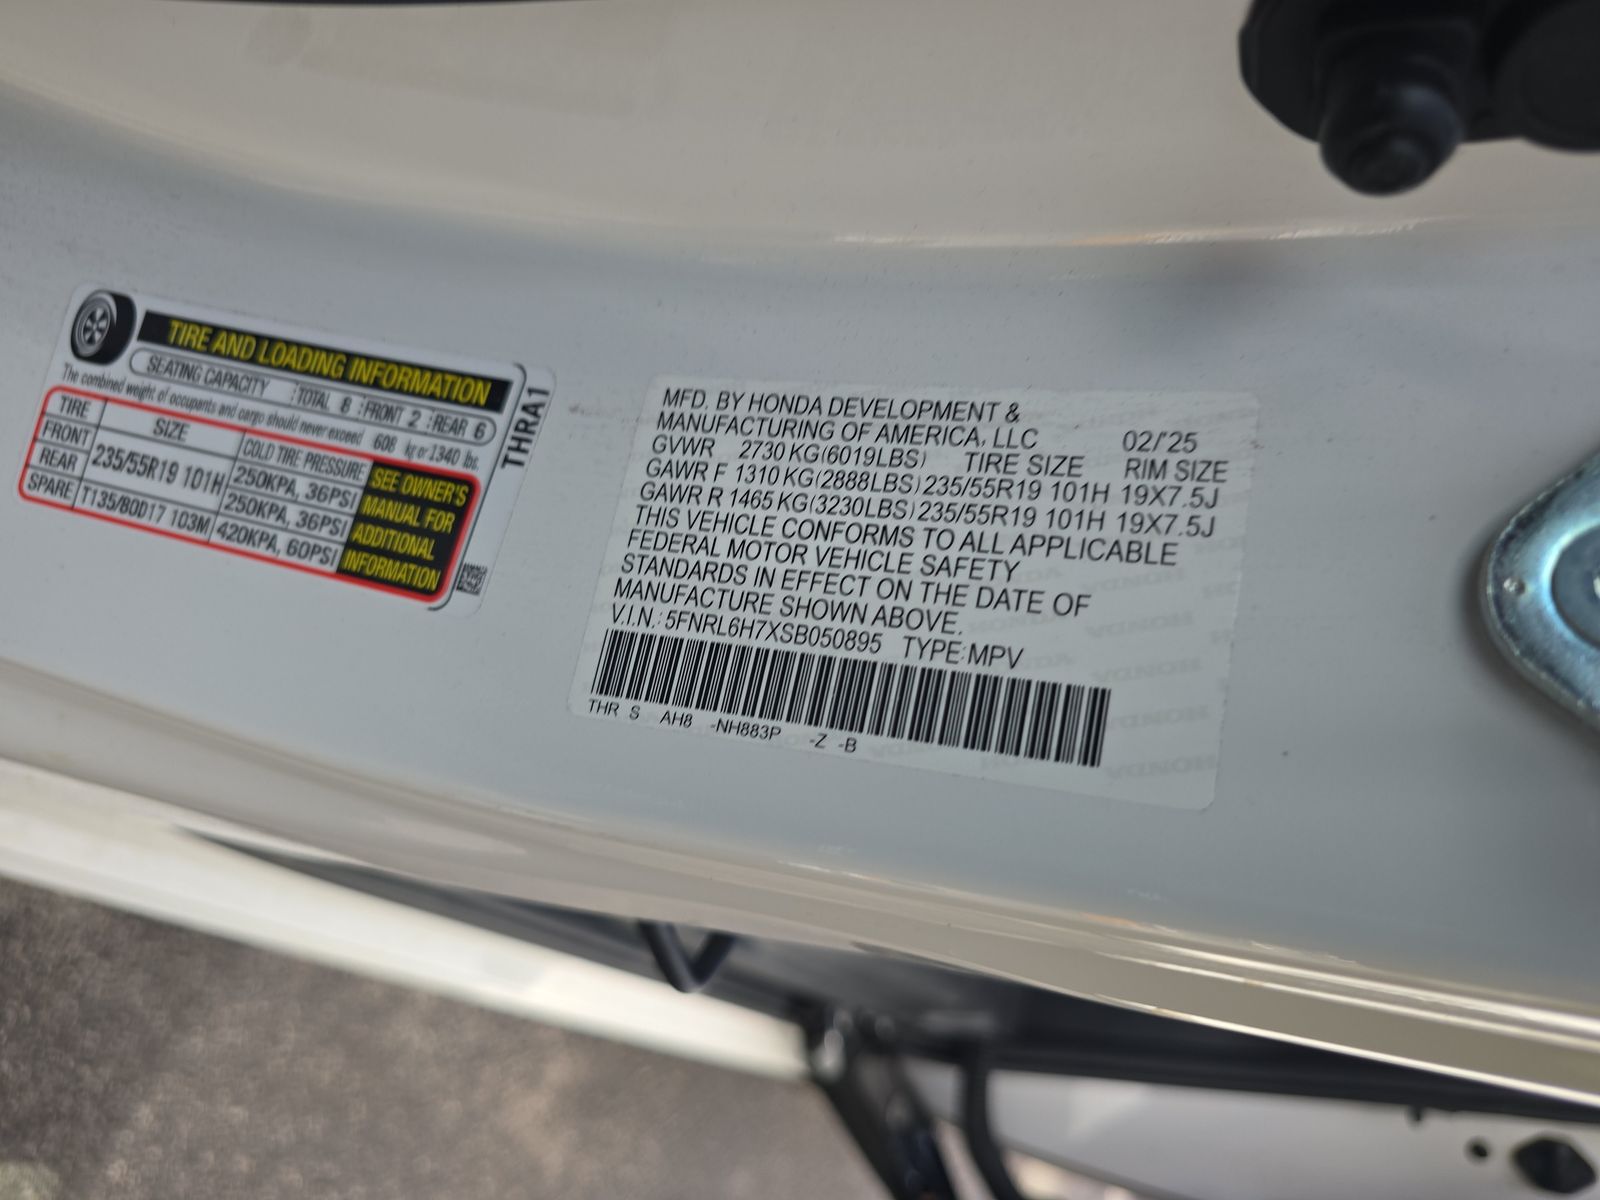 TIRE AND LOADING INFORMATION
SEATING CAPACITY :TOTAL 8 :FRONT 2 :REAR 6
The combined weight of occupants and cargo should never exceed 608 kg or 1340 lbs.
TIRE SIZE COLD TIRE PRESSURE
FRONT 235/55R19 101H 250KPA, 36PSI
REAR 250KPA, 36PSI
SPARE T135/80D17 103M 420KPA, 60PSI
SEE OWNER'S
MANUAL FOR
ADDITIONAL
INFORMATION
THRA1
MFD. BY HONDA DEVELOPMENT &
MANUFACTURING OF AMERICA, LLC 02/'25
GVWR 2730 KG(6019LBS) TIRE SIZE RIM SIZE
GAWR F 1310 KG(2888LBS) 235/55R19 101H 19X7.5J
GAWR R 1465 KG(3230LBS) 235/55R19 101H 19X7.5J
THIS VEHICLE CONFORMS TO ALL APPLICABLE
FEDERAL MOTOR VEHICLE SAFETY
STANDARDS IN EFFECT ON THE DATE OF
MANUFACTURE SHOWN ABOVE.
V.I.N.: 5FNRL6H7XSB050895 TYPE:MPV
THR S AH8 -NH883P -Z -B
HONDA
HONDA
HONDA
HONDA
HONDA